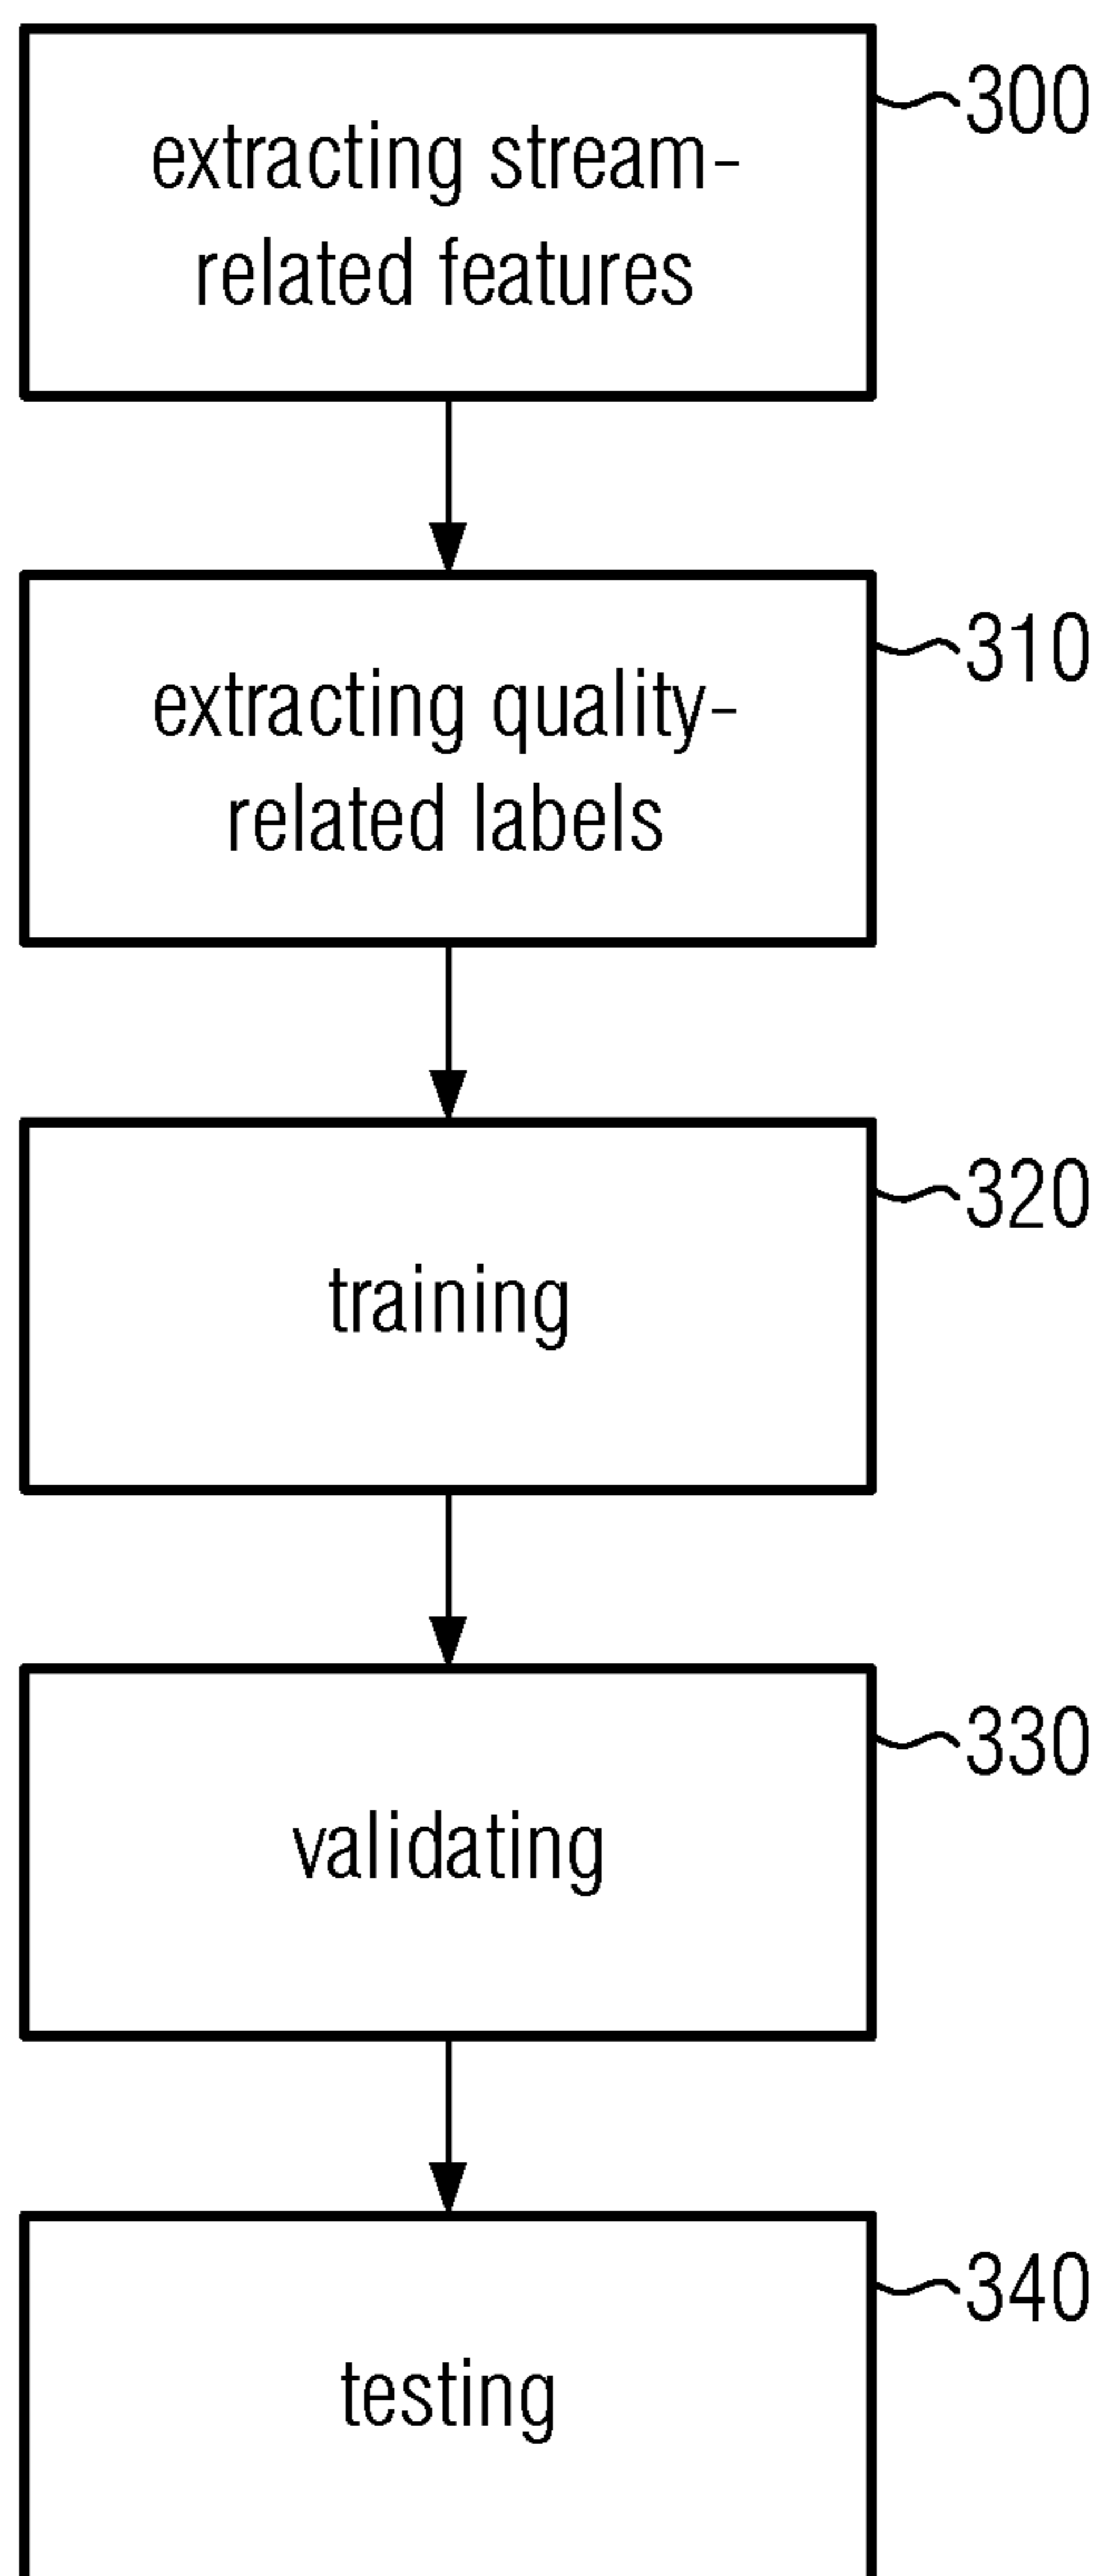 300
extracting stream-
related features
310
extracting quality-
related labels
320
training
330
validating
340
testing